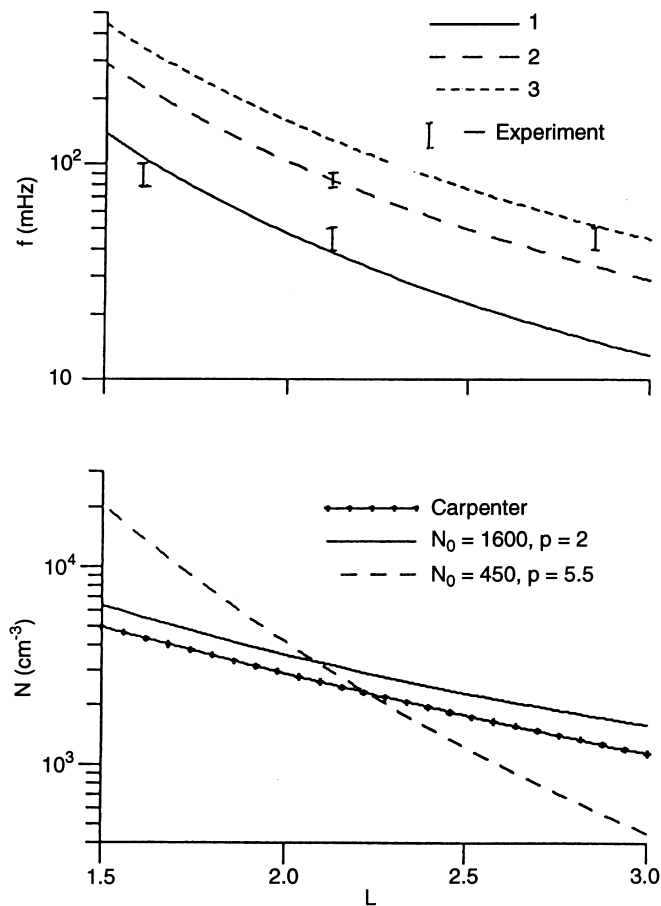 1
2
3
— Experiment
10²
10
f (mHz)
Carpenter
N₀ = 1600, p = 2
N₀ = 450, p = 5.5
10⁴
10³
N (cm⁻³)
1.5 2.0 2.5 3.0
L